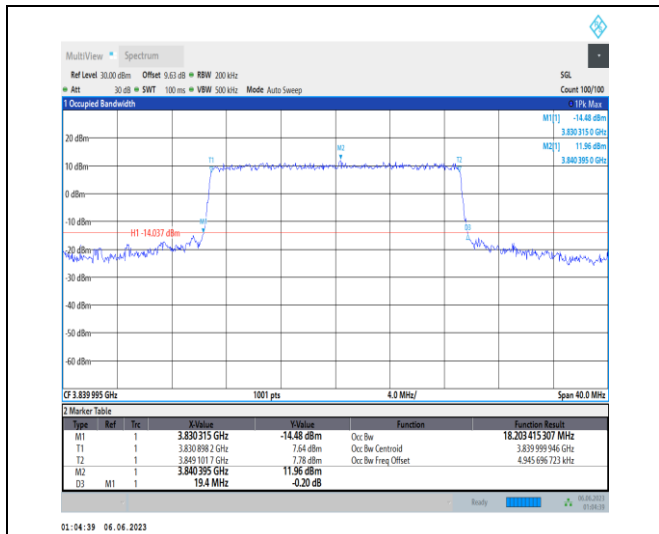 MultiView Spectrum
Ref Level 30.00 dBm Offset 9.63 dB RBW 200 kHz SGL
Att 30 dB SWT 100 ms VBW 500 kHz Mode Auto Sweep Count 100/100
1 Occupied Bandwidth 1Pk Max
M1[1] -14.48 dBm
3.830 315 0 GHz
M2[1] 11.96 dBm
3.840 395 0 GHz
20 dBm
M2
T1 T2
10 dBm
0 dBm
-10 dBm
H1 -14.037 dBm
-20 dBm
-30 dBm
-40 dBm
-50 dBm
-60 dBm
CF 3.839 995 GHz 1001 pts 4.0 MHz/ Span 40.0 MHz
2 Marker Table
Type Ref Trc X-Value Y-Value Function Function Result
M1 1 3.830 315 GHz -14.48 dBm Occ Bw 18.203 415 307 MHz
T1 1 3.830 898 2 GHz 7.64 dBm Occ Bw Centroid 3.839 999 946 GHz
T2 1 3.849 101 7 GHz 7.78 dBm Occ Bw Freq Offset 4.945 696 723 kHz
M2 1 3.840 395 GHz 11.96 dBm
D3 M1 1 19.4 MHz -0.20 dB
Ready 06.06.2023
01:04:39
01:04:39 06.06.2023